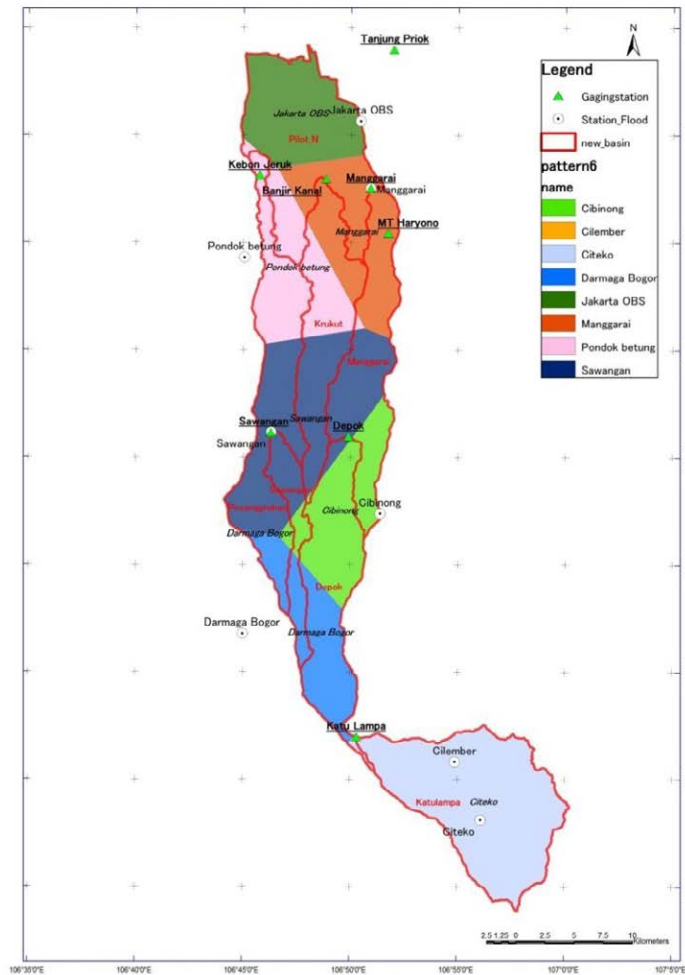 Tanjung Priok
N
Legend
Gagingstation
Station_Flood
new_basin
pattern6
name
Cibinong
Cilember
Citeko
Darmaga Bogor
Jakarta OBS
Manggarai
Pondok betung
Sawangan
Jakarta OBS
Jakarta OBS
Pilot_N
Kebon Jeruk
Banjir Kanal
Manggarai
Manggarai
MT Haryono
Manggarai
Pondok betung
Pondok betung
Krukut
Manggarai
Sawangan
Sawangan
Sawangan
Depok
Cibinong
Cibinong
Darmaga Bogor
Depok
Darmaga Bogor
Darmaga Bogor
Katu Lampa
Cilember
Katulampa
Citeko
Citeko
2.5 1.25 0 2.5 5 7.5 10
Kilometers
106°35'0"E 106°40'0"E 106°45'0"E 106°50'0"E 106°55'0"E 107°0'0"E 107°5'0"E